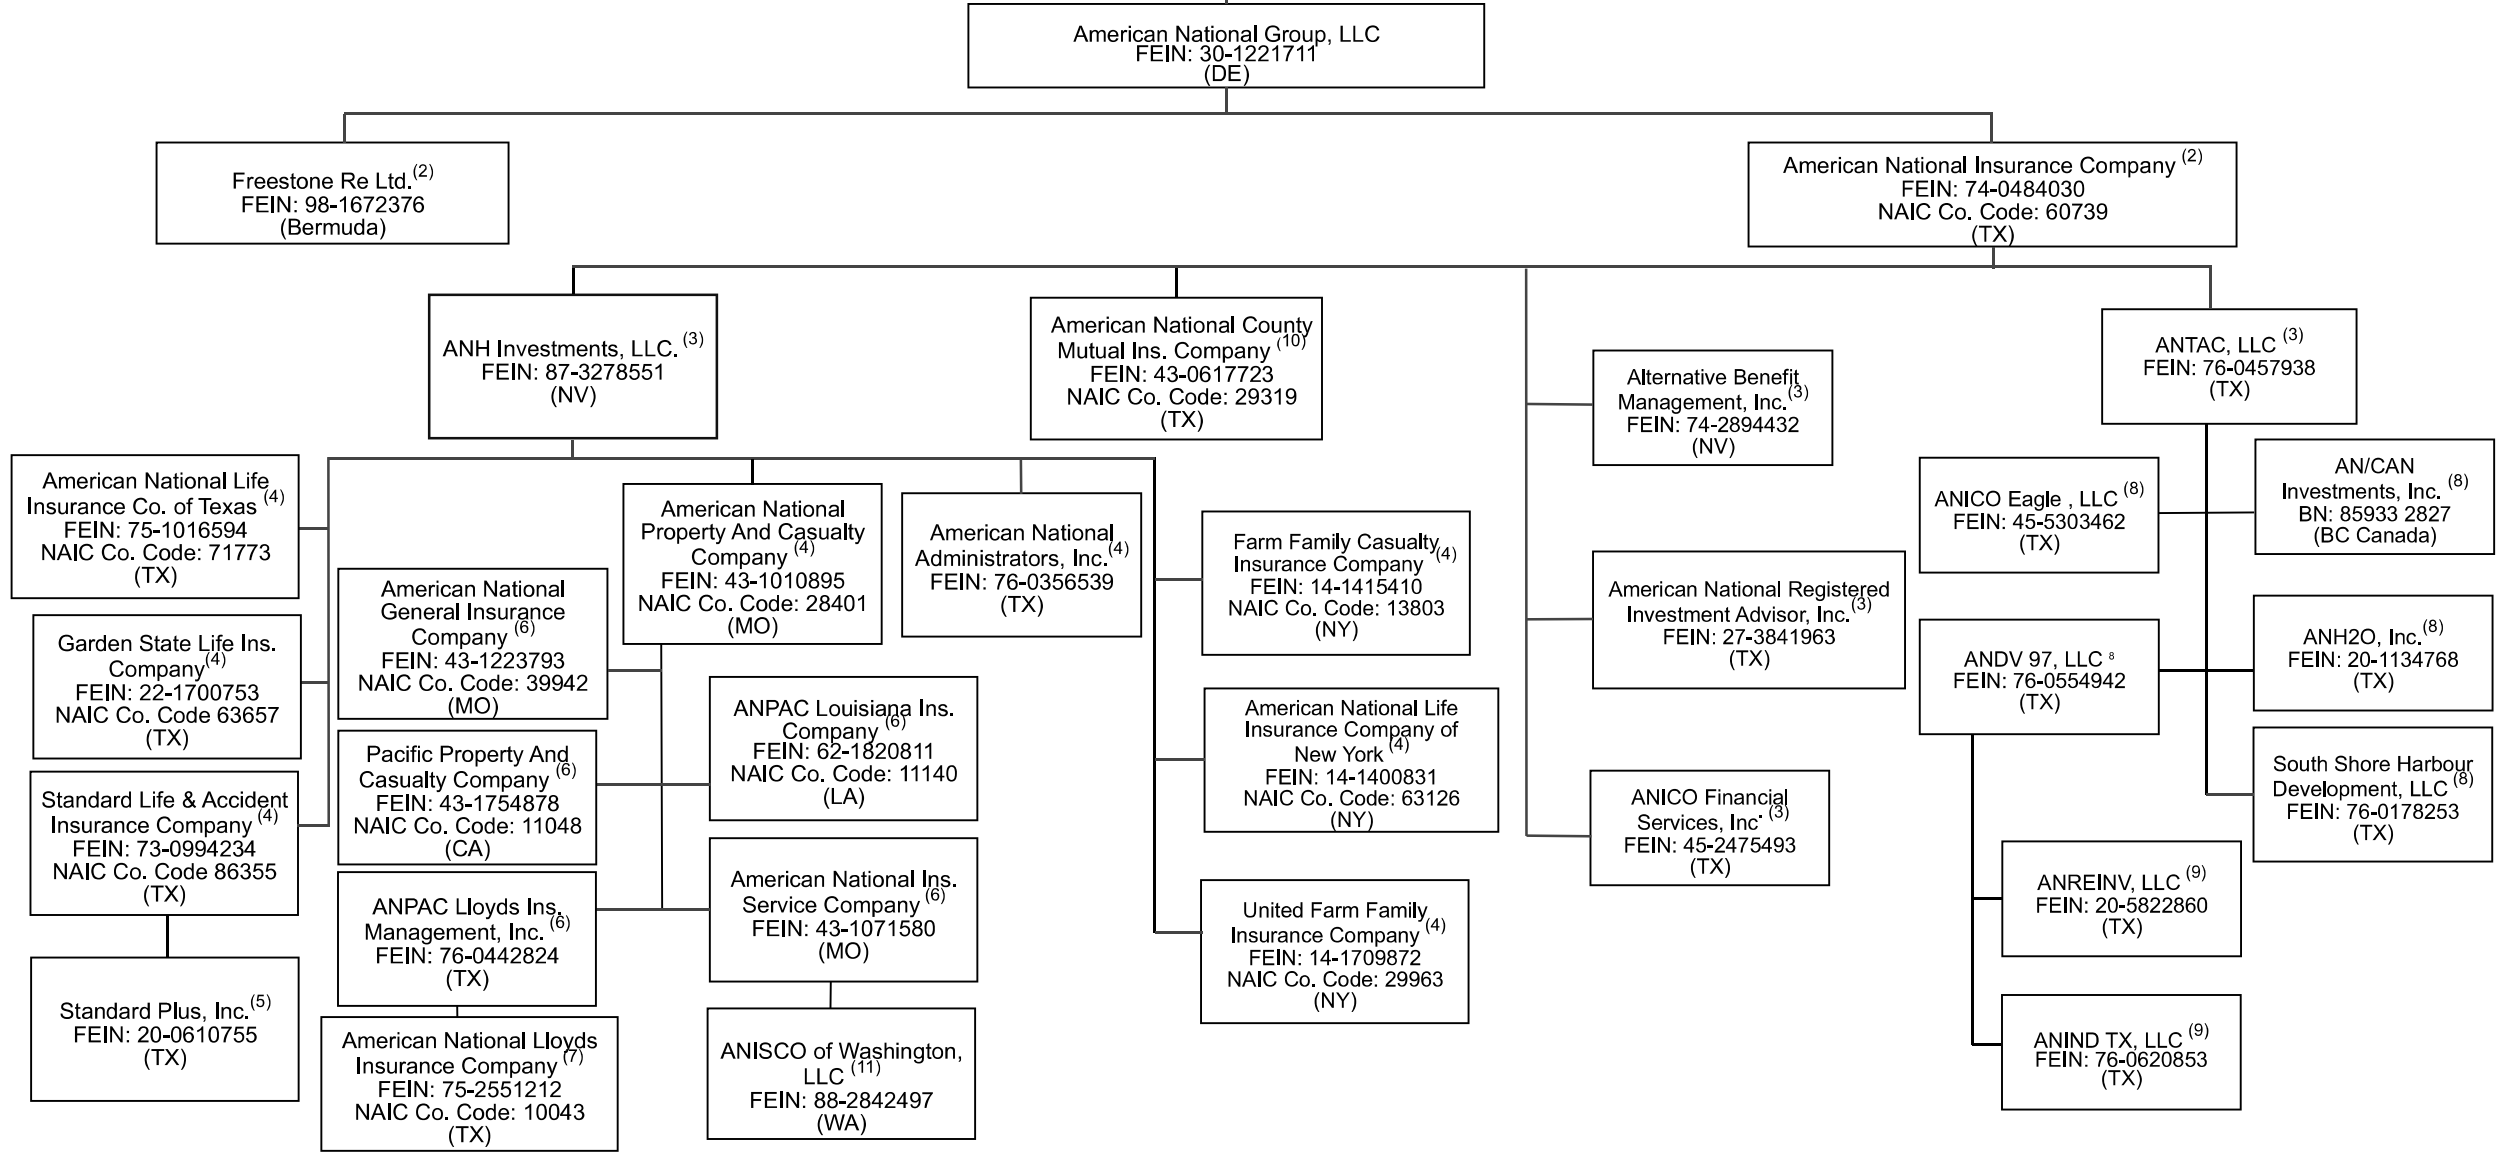 American National Group, LLC
FEIN: 30-1221711
(DE)
Freestone Re Ltd.(2)
FEIN: 98-1672376
(Bermuda)
American National Insurance Company (2)
FEIN: 74-0484030
NAIC Co. Code: 60739
(TX)
ANH Investments, LLC. (3)
FEIN: 87-3278551
(NV)
American National County
Mutual Ins. Company (10)
FEIN: 43-0617723
NAIC Co. Code: 29319
(TX)
Alternative Benefit
Management, Inc.(3)
FEIN: 74-2894432
(NV)
ANTAC, LLC (3)
FEIN: 76-0457938
(TX)
American National Life
Insurance Co. of Texas (4)
FEIN: 75-1016594
NAIC Co. Code: 71773
(TX)
American National
Property And Casualty
Company (4)
FEIN: 43-1010895
NAIC Co. Code: 28401
(MO)
American National
Administrators, Inc.(4)
FEIN: 76-0356539
(TX)
Farm Family Casualty
Insurance Company (4)
FEIN: 14-1415410
NAIC Co. Code: 13803
(NY)
ANICO Eagle , LLC (8)
FEIN: 45-5303462
(TX)
AN/CAN
Investments, Inc. (8)
BN: 85933 2827
(BC Canada)
American National
General Insurance
Company (6)
FEIN: 43-1223793
NAIC Co. Code: 39942
(MO)
American National Registered
Investment Advisor, Inc.(3)
FEIN: 27-3841963
(TX)
Garden State Life Ins.
Company(4)
FEIN: 22-1700753
NAIC Co. Code 63657
(TX)
ANDV 97, LLC 8
FEIN: 76-0554942
(TX)
ANH2O, Inc.(8)
FEIN: 20-1134768
(TX)
ANPAC Louisiana Ins.
Company (6)
FEIN: 62-1820811
NAIC Co. Code: 11140
(LA)
American National Life
Insurance Company of
New York (4)
FEIN: 14-1400831
NAIC Co. Code: 63126
(NY)
Pacific Property And
Casualty Company (6)
FEIN: 43-1754878
NAIC Co. Code: 11048
(CA)
South Shore Harbour
Development, LLC (8)
FEIN: 76-0178253
(TX)
Standard Life & Accident
Insurance Company (4)
FEIN: 73-0994234
NAIC Co. Code 86355
(TX)
ANICO Financial
Services, Inc. (3)
FEIN: 45-2475493
(TX)
American National Ins.
Service Company (6)
FEIN: 43-1071580
(MO)
ANPAC Lloyds Ins.
Management, Inc. (6)
FEIN: 76-0442824
(TX)
United Farm Family
Insurance Company (4)
FEIN: 14-1709872
NAIC Co. Code: 29963
(NY)
ANREINV, LLC (9)
FEIN: 20-5822860
(TX)
Standard Plus, Inc.(5)
FEIN: 20-0610755
(TX)
American National Lloyds
Insurance Company (7)
FEIN: 75-2551212
NAIC Co. Code: 10043
(TX)
ANISCO of Washington,
LLC (11)
FEIN: 88-2842497
(WA)
ANIND TX, LLC (9)
FEIN: 76-0620853
(TX)